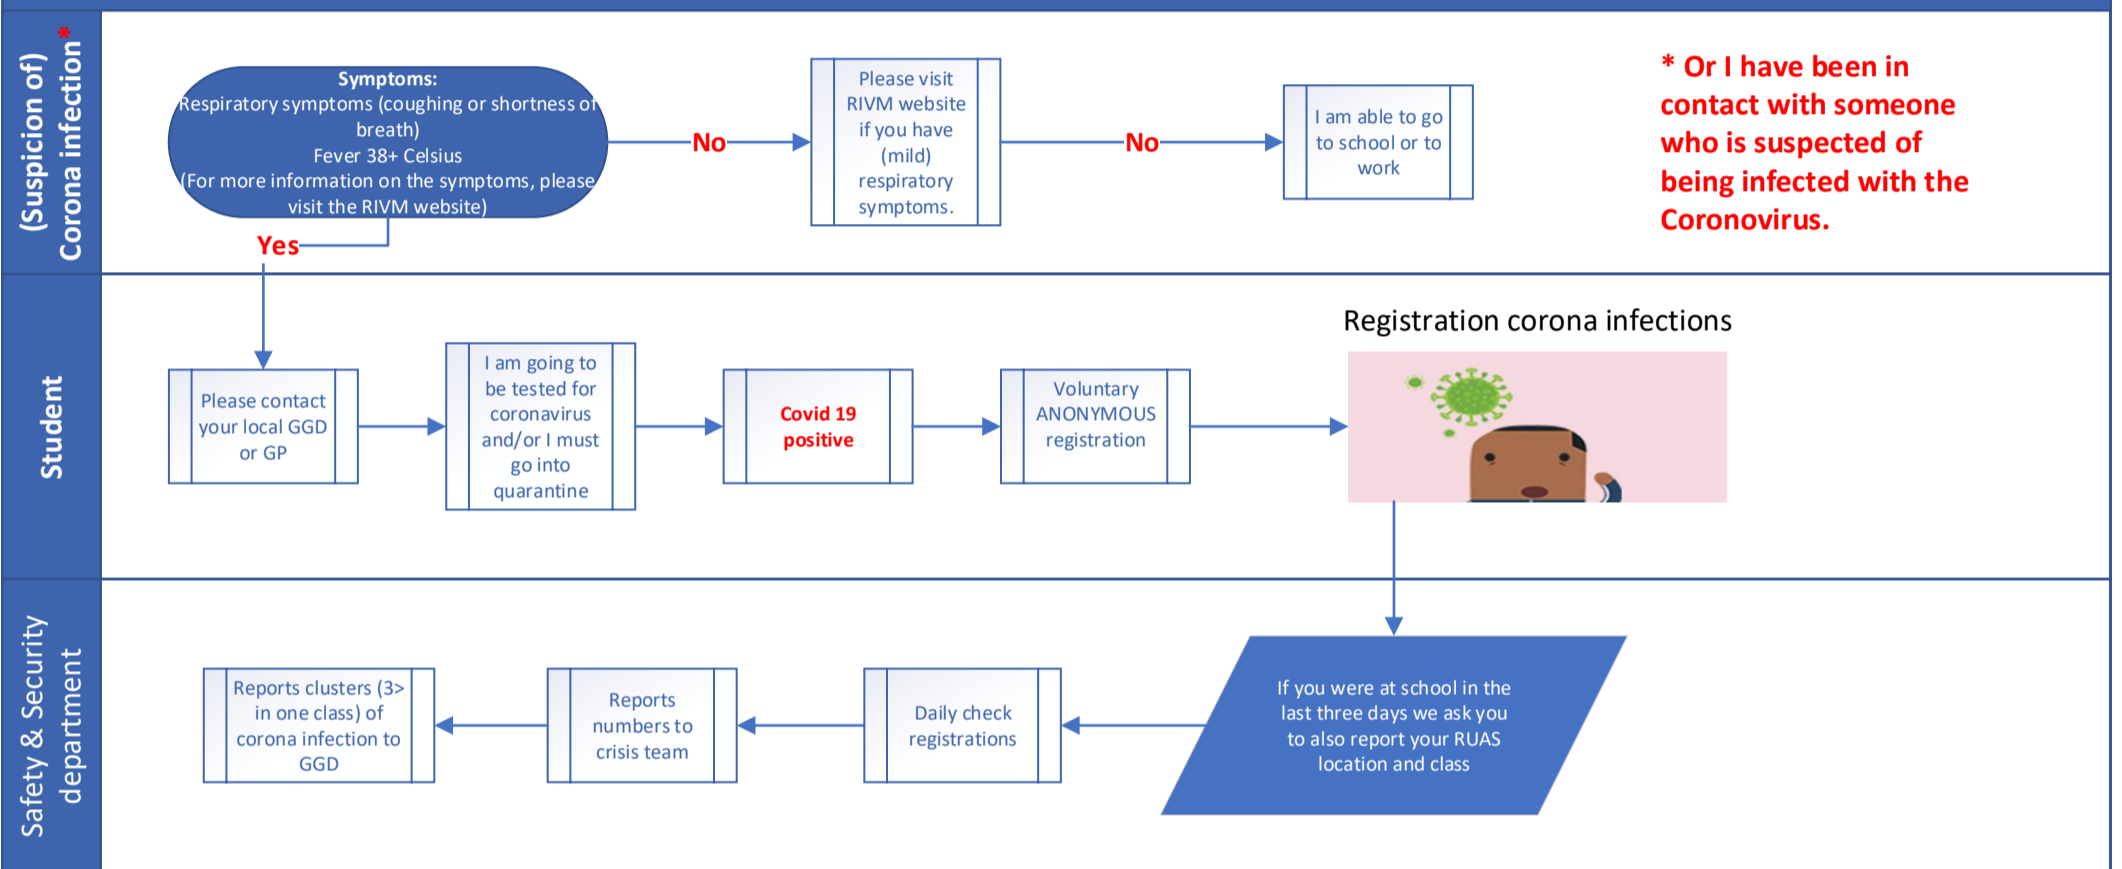 (Suspicion of)
Corona infection*
Symptoms:
Respiratory symptoms (coughing or shortness of
breath)
Fever 38+ Celsius
(For more information on the symptoms, please
visit the RIVM website)
No
Please visit
RIVM website
if you have
(mild)
respiratory
symptoms.
No
I am able to go
to school or to
work
* Or I have been in
contact with someone
who is suspected of
being infected with the
Coronovirus.
Yes
Student
Please contact
your local GGD
or GP
I am going to
be tested for
coronavirus
and/or I must
go into
quarantine
Covid 19
positive
Voluntary
ANONYMOUS
registration
Registration corona infections
Safety & Security
department
Reports clusters (3>
in one class) of
corona infection to
GGD
Reports
numbers to
crisis team
Daily check
registrations
If you were at school in the
last three days we ask you
to also report your RUAS
location and class